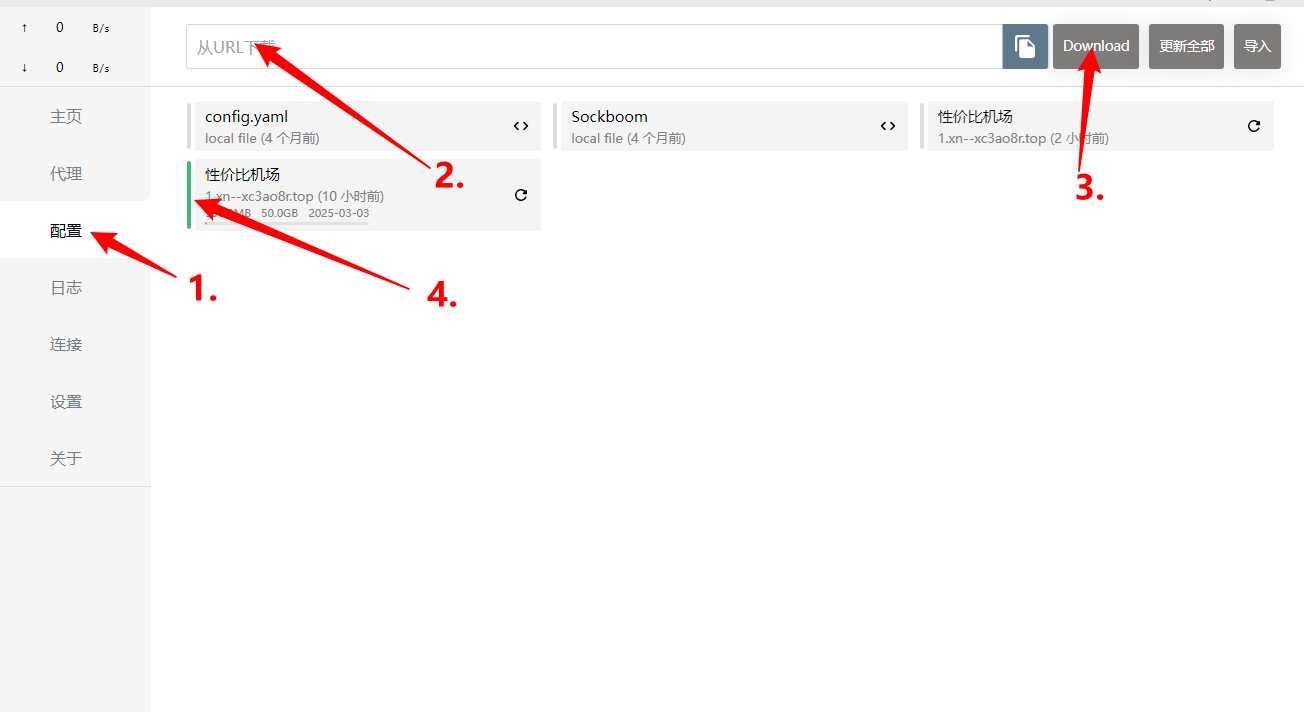 ↑ 0 B/s
↓ 0 B/s
从URL下载
Download
更新全部
导入
主页
代理
配置
日志
连接
设置
关于
config.yaml
local file (4 个月前)
Sockboom
local file (4 个月前)
性价比机场
1.xn--xc3ao8r.top (2 小时前)
性价比机场
1.xn--xc3ao8r.top (10 小时前)
50.0GB 2025-03-03
1.
2.
3.
4.